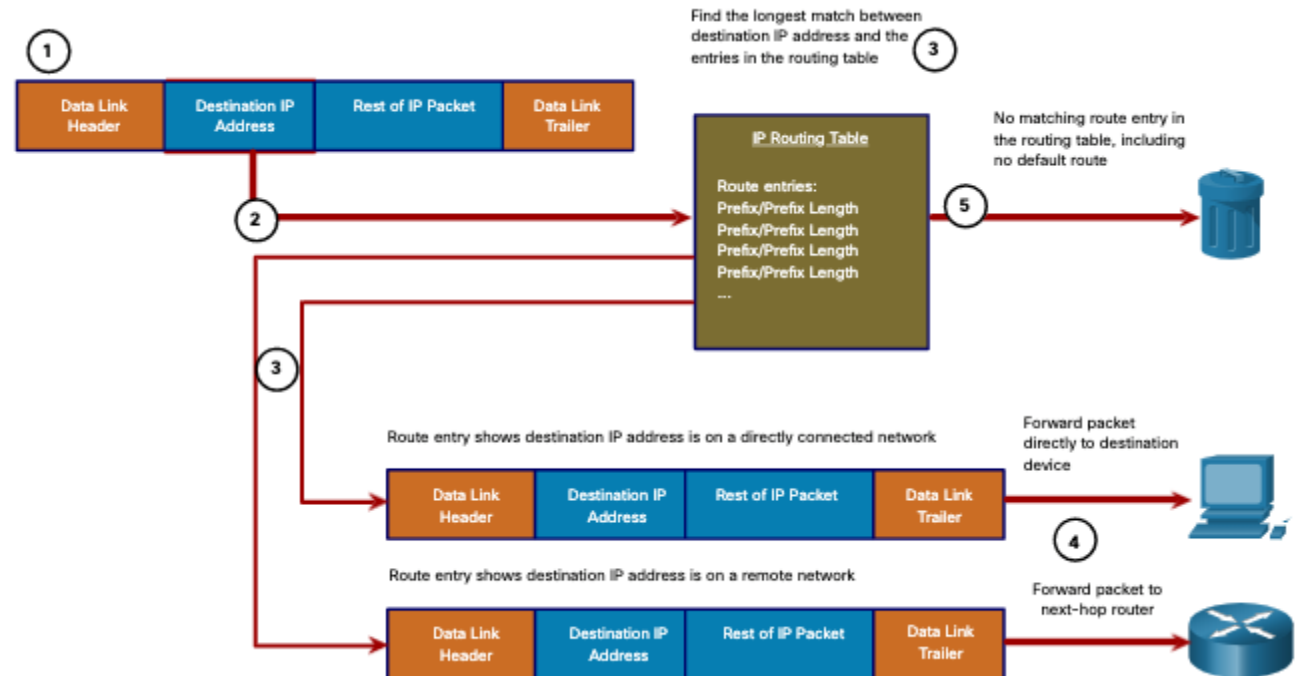 1
Data Link
Header
Destination IP
Address
Rest of IP Packet
Data Link
Trailer
2
Find the longest match between
destination IP address and the
entries in the routing table
3
IP Routing Table
Route entries:
Prefix/Prefix Length
Prefix/Prefix Length
Prefix/Prefix Length
Prefix/Prefix Length
....
No matching route entry in
the routing table, including
no default route
5
3
Route entry shows destination IP address is on a directly connected network
Data Link
Header
Destination IP
Address
Rest of IP Packet
Data Link
Trailer
Forward packet
directly to destination
device
4
Route entry shows destination IP address is on a remote network
Data Link
Header
Destination IP
Address
Rest of IP Packet
Data Link
Trailer
Forward packet to
next-hop router